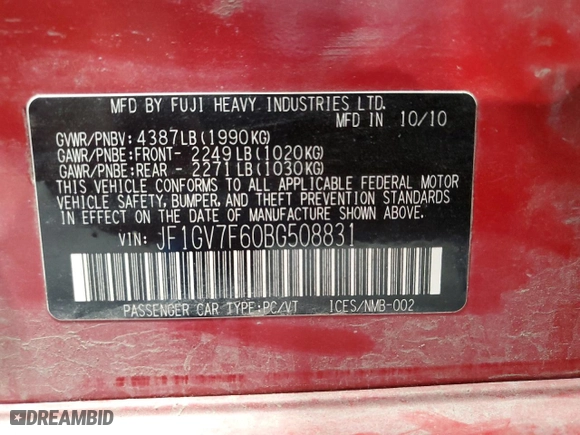 MFD BY FUJI HEAVY INDUSTRIES LTD.
MFD IN 10/10
GVWR/PNBV: 4387LB(1990KG)
GAWR/PNBE:FRONT- 2249LB(1020KG)
GAWR/PNBE:REAR - 2271LB(1030KG)
THIS VEHICLE CONFORMS TO ALL APPLICABLE FEDERAL MOTOR
VEHICLE SAFETY, BUMPER, AND THEFT PREVENTION STANDARDS
IN EFFECT ON THE DATE OF MANUFACTURE SHOWN ABOVE.
VIN: JF1GV7F60BG508831
PASSENGER CAR TYPE:PC/VT ICES/NMB-002
DREAMBID